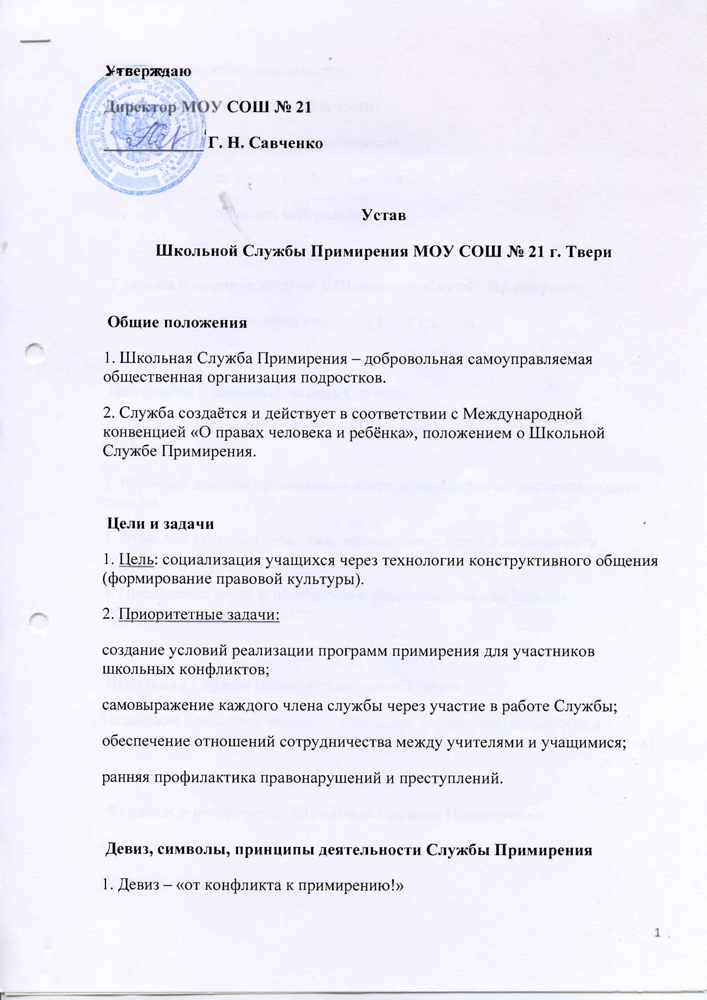 Утверждаю
Директор МОУ СОШ № 21
Г. Н. Савченко
Устав
Школьной Службы Примирения МОУ СОШ № 21 г. Твери
Общие положения
1. Школьная Служба Примирения – добровольная самоуправляемая
общественная организация подростков.
2. Служба создаётся и действует в соответствии с Международной
конвенцией «О правах человека и ребёнка», положением о Школьной
Службе Примирения.
Цели и задачи
1. Цель: социализация учащихся через технологии конструктивного общения
(формирование правовой культуры).
2. Приоритетные задачи:
создание условий реализации программ примирения для участников
школьных конфликтов;
самовыражение каждого члена службы через участие в работе Службы;
обеспечение отношений сотрудничества между учителями и учащимися;
ранняя профилактика правонарушений и преступлений.
Девиз, символы, принципы деятельности Службы Примирения
1. Девиз – «от конфликта к примирению!»
1